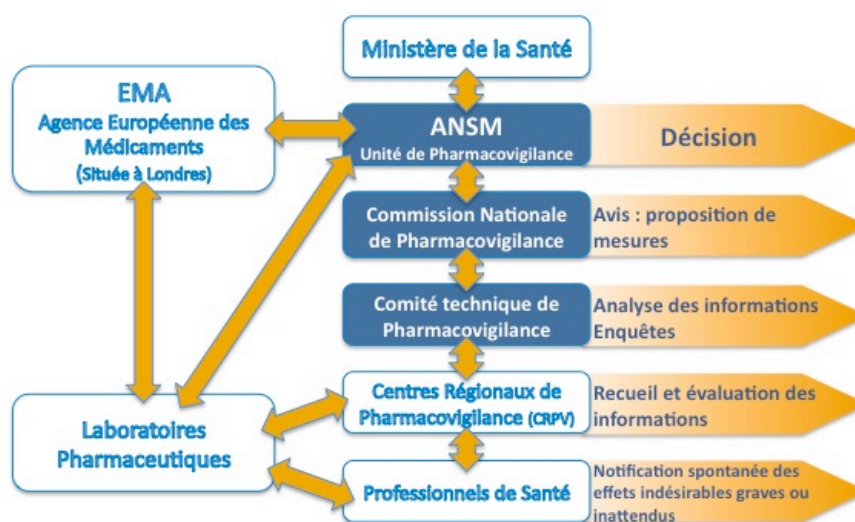 Ministère de la Santé
EMA
Agence Européenne des
Médicaments
(Située à Londres)
ANSM
Unité de Pharmacovigilance
Décision
Commission Nationale
de Pharmacovigilance
Avis : proposition de
mesures
Comité technique de
Pharmacovigilance
Analyse des informations
Enquêtes
Laboratoires
Pharmaceutiques
Centres Régionaux de
Pharmacovigilance (CRPV)
Recueil et évaluation des
informations
Professionnels de Santé
Notification spontanée des
effets indésirables graves ou
inattendus